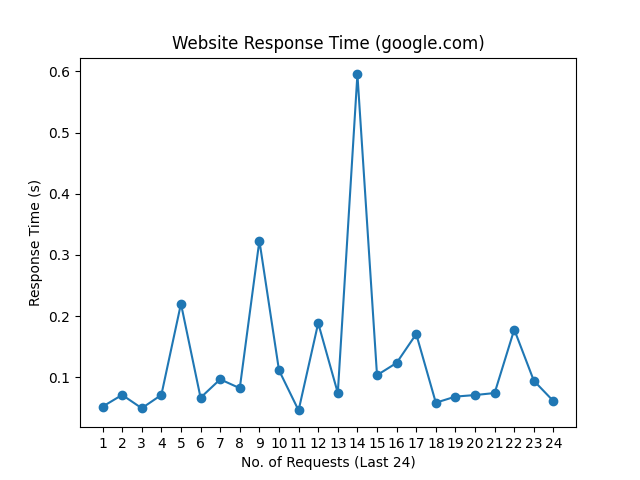 Website Response Time (google.com)
0.6
0.5
0.4
0.3
0.2
0.1
Response Time (s)
1 2 3 4 5 6 7 8 9 10 11 12 13 14 15 16 17 18 19 20 21 22 23 24
No. of Requests (Last 24)